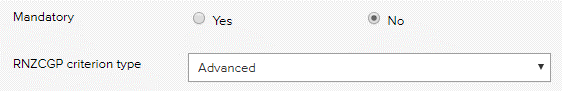 Mandatory Yes No
RNZCGP criterion type Advanced